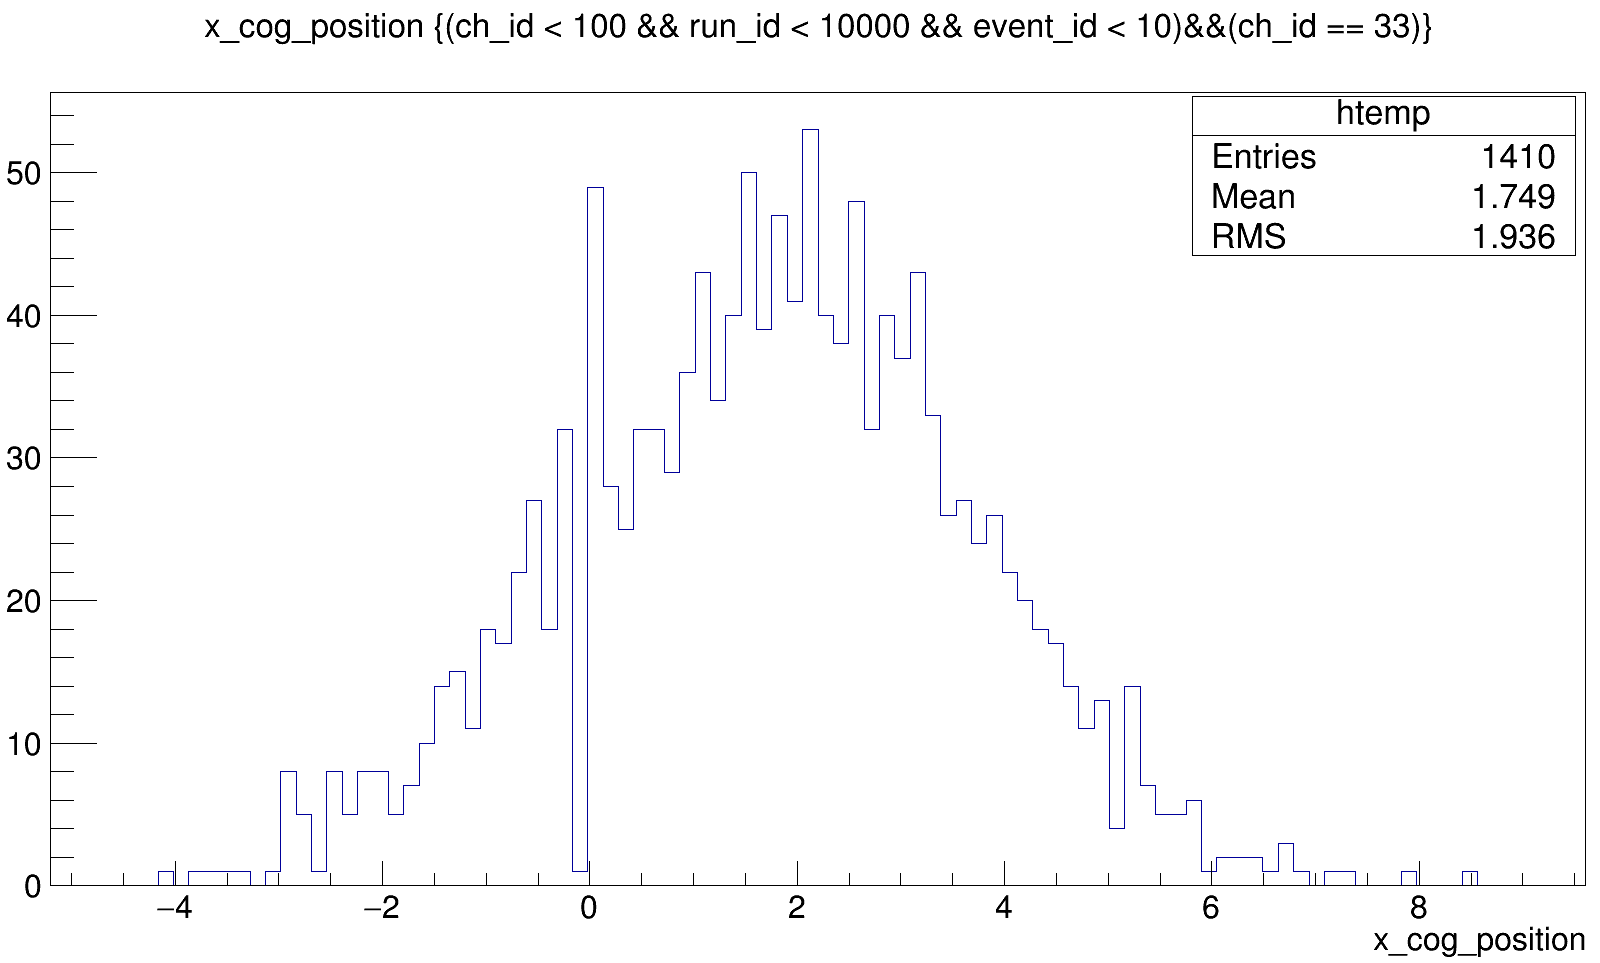 x_cog_position {(ch_id < 100 && run_id < 10000 && event_id < 10)&&(ch_id == 33)}
htemp
Entries 1410
Mean 1.749
RMS 1.936
50
40
30
20
10
0
−4 −2 0 2 4 6 8
x_cog_position